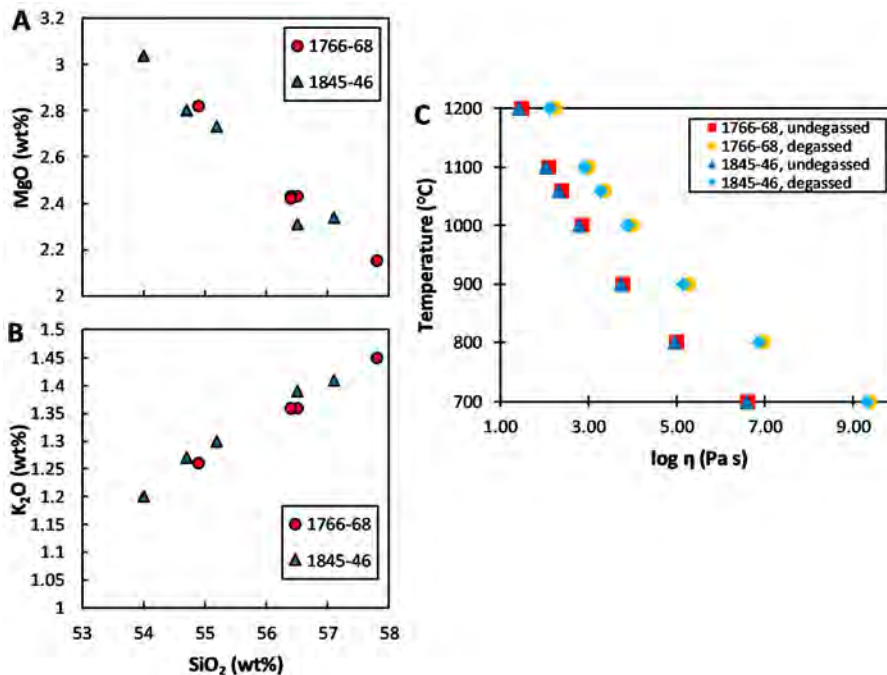 A
3.2
3
2.8
2.6
2.4
2.2
2
MgO (wt%)
1766-68
1845-46
B
1.5
1.45
1.4
1.35
1.3
1.25
1.2
1.15
1.1
1.05
1
K₂O (wt%)
1766-68
1845-46
53 54 55 56 57 58
SiO₂ (wt%)
C
1200
1100
1000
900
800
700
Temperature (°C)
1766-68, undegassed
1766-68, degassed
1845-46, undegassed
1845-46, degassed
1.00 3.00 5.00 7.00 9.00
log η (Pa s)